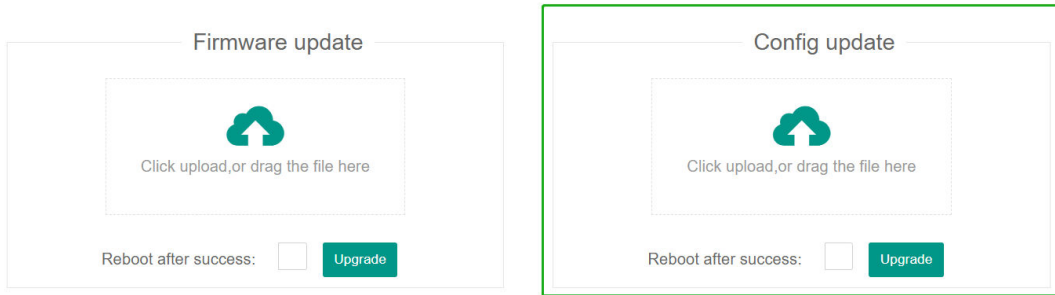 Firmware update
Click upload,or drag the file here
Reboot after success: Upgrade
Config update
Click upload,or drag the file here
Reboot after success: Upgrade